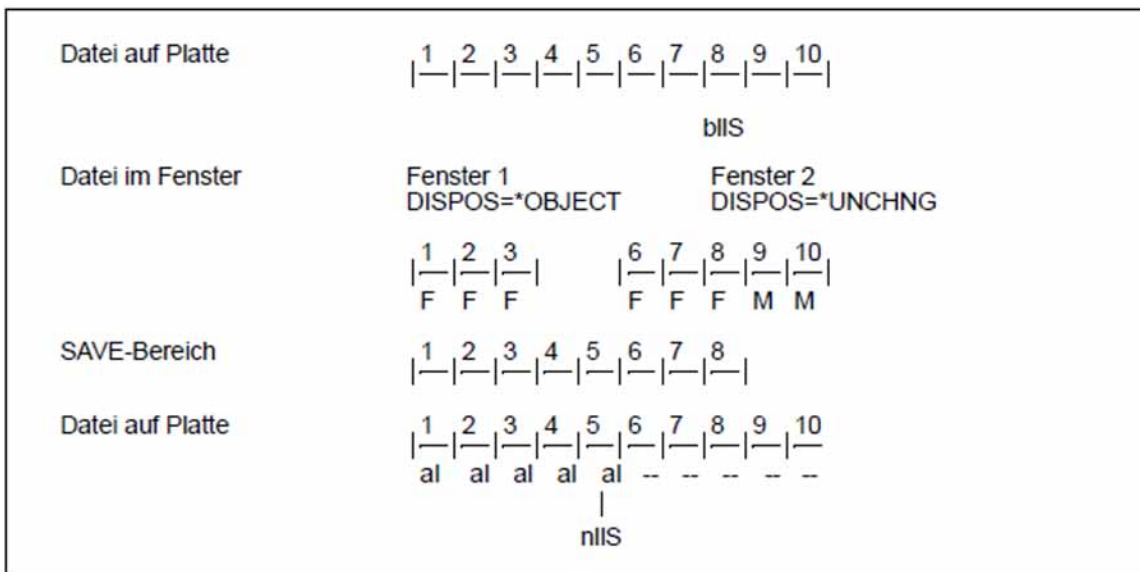 Datei auf Platte 1 2 3 4 5 6 7 8 9 10
bllS
Datei im Fenster Fenster 1 Fenster 2
DISPOS=*OBJECT DISPOS=*UNCHNG
1 2 3 6 7 8 9 10
F F F F F F M M
SAVE-Bereich 1 2 3 4 5 6 7 8
Datei auf Platte 1 2 3 4 5 6 7 8 9 10
al al al al al -- -- -- -- --
nllS